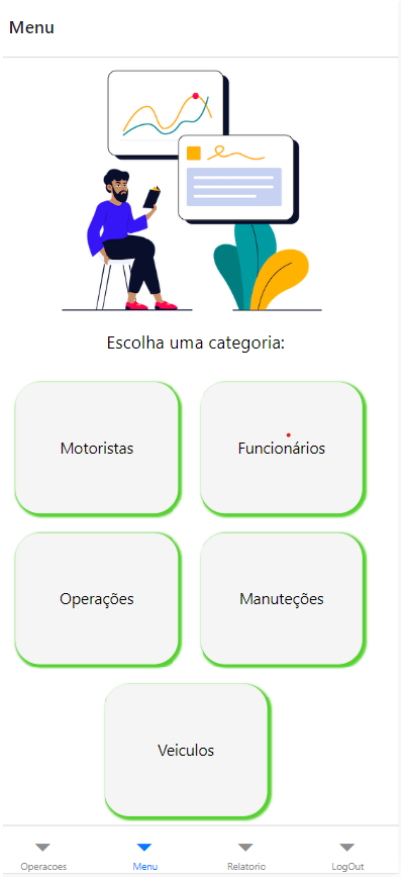 Menu
Escolha uma categoria:
Motoristas
Funcionários
Operações
Manuteções
Veiculos
Operacoes
Menu
Relatorio
LogOut